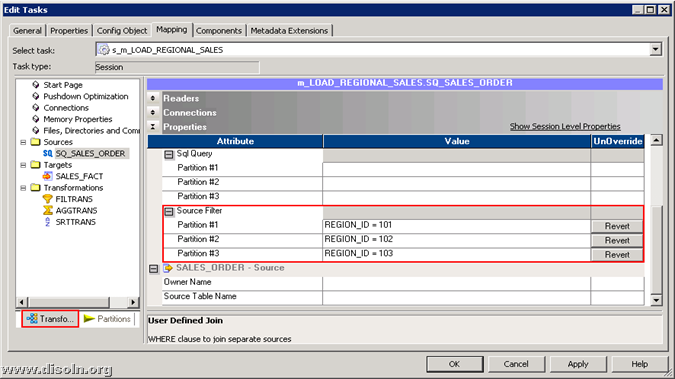 Edit Tasks
General Properties Config Object Mapping Components Metadata Extensions
Select task: s_m_LOAD_REGIONAL_SALES
Task type: Session
Start Page
Pushdown Optimization
Connections
Memory Properties
Files, Directories and Com
Sources
SQ SQ_SALES_ORDER
Targets
SALES_FACT
Transformations
FILTRANS
AGGTRANS
SRTTRANS
Transfo... Partitions
m_LOAD_REGIONAL_SALES.SQ_SALES_ORDER
Readers
Connections
Properties Show Session Level Properties
Attribute Value UnOverride
Sql Query
Partition #1
Partition #2
Partition #3
Source Filter
Partition #1 REGION_ID = 101 Revert
Partition #2 REGION_ID = 102 Revert
Partition #3 REGION_ID = 103 Revert
SALES_ORDER - Source
Owner Name
Source Table Name
User Defined Join
WHERE clause to join separate sources
OK Cancel Apply Help
www.disoln.org